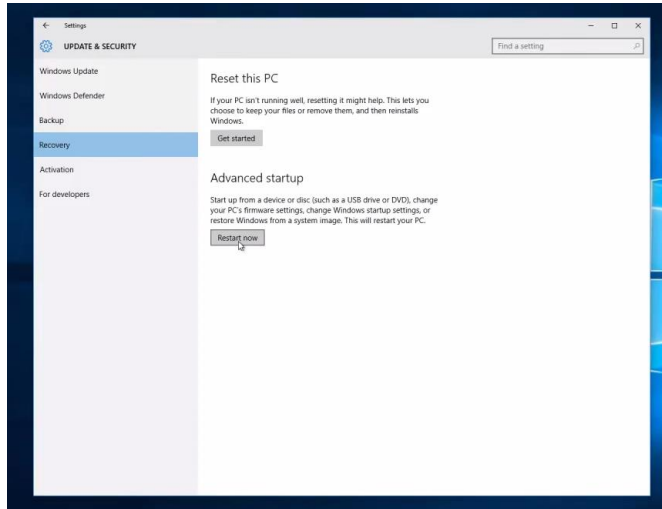 Settings
UPDATE & SECURITY
Find a setting
Windows Update
Windows Defender
Backup
Recovery
Activation
For developers
Reset this PC
If your PC isn't running well, resetting it might help. This lets you
choose to keep your files or remove them, and then reinstalls
Windows.
Get started
Advanced startup
Start up from a device or disc (such as a USB drive or DVD), change
your PC's firmware settings, change Windows startup settings, or
restore Windows from a system image. This will restart your PC.
Restart now